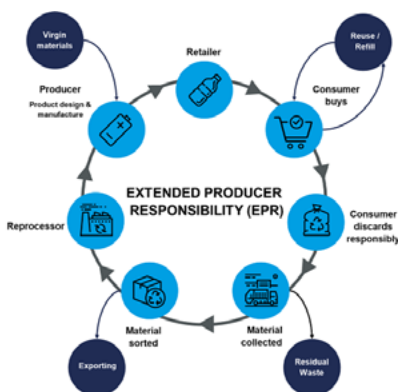 Virgin
materials
Retailer
Reuse /
Refill
Producer
Product design &
manufacture
Consumer
buys
EXTENDED PRODUCER
RESPONSIBILITY (EPR)
Reprocessor
Consumer
discards
responsibly
Material
sorted
Material
collected
Exporting
Residual
Waste